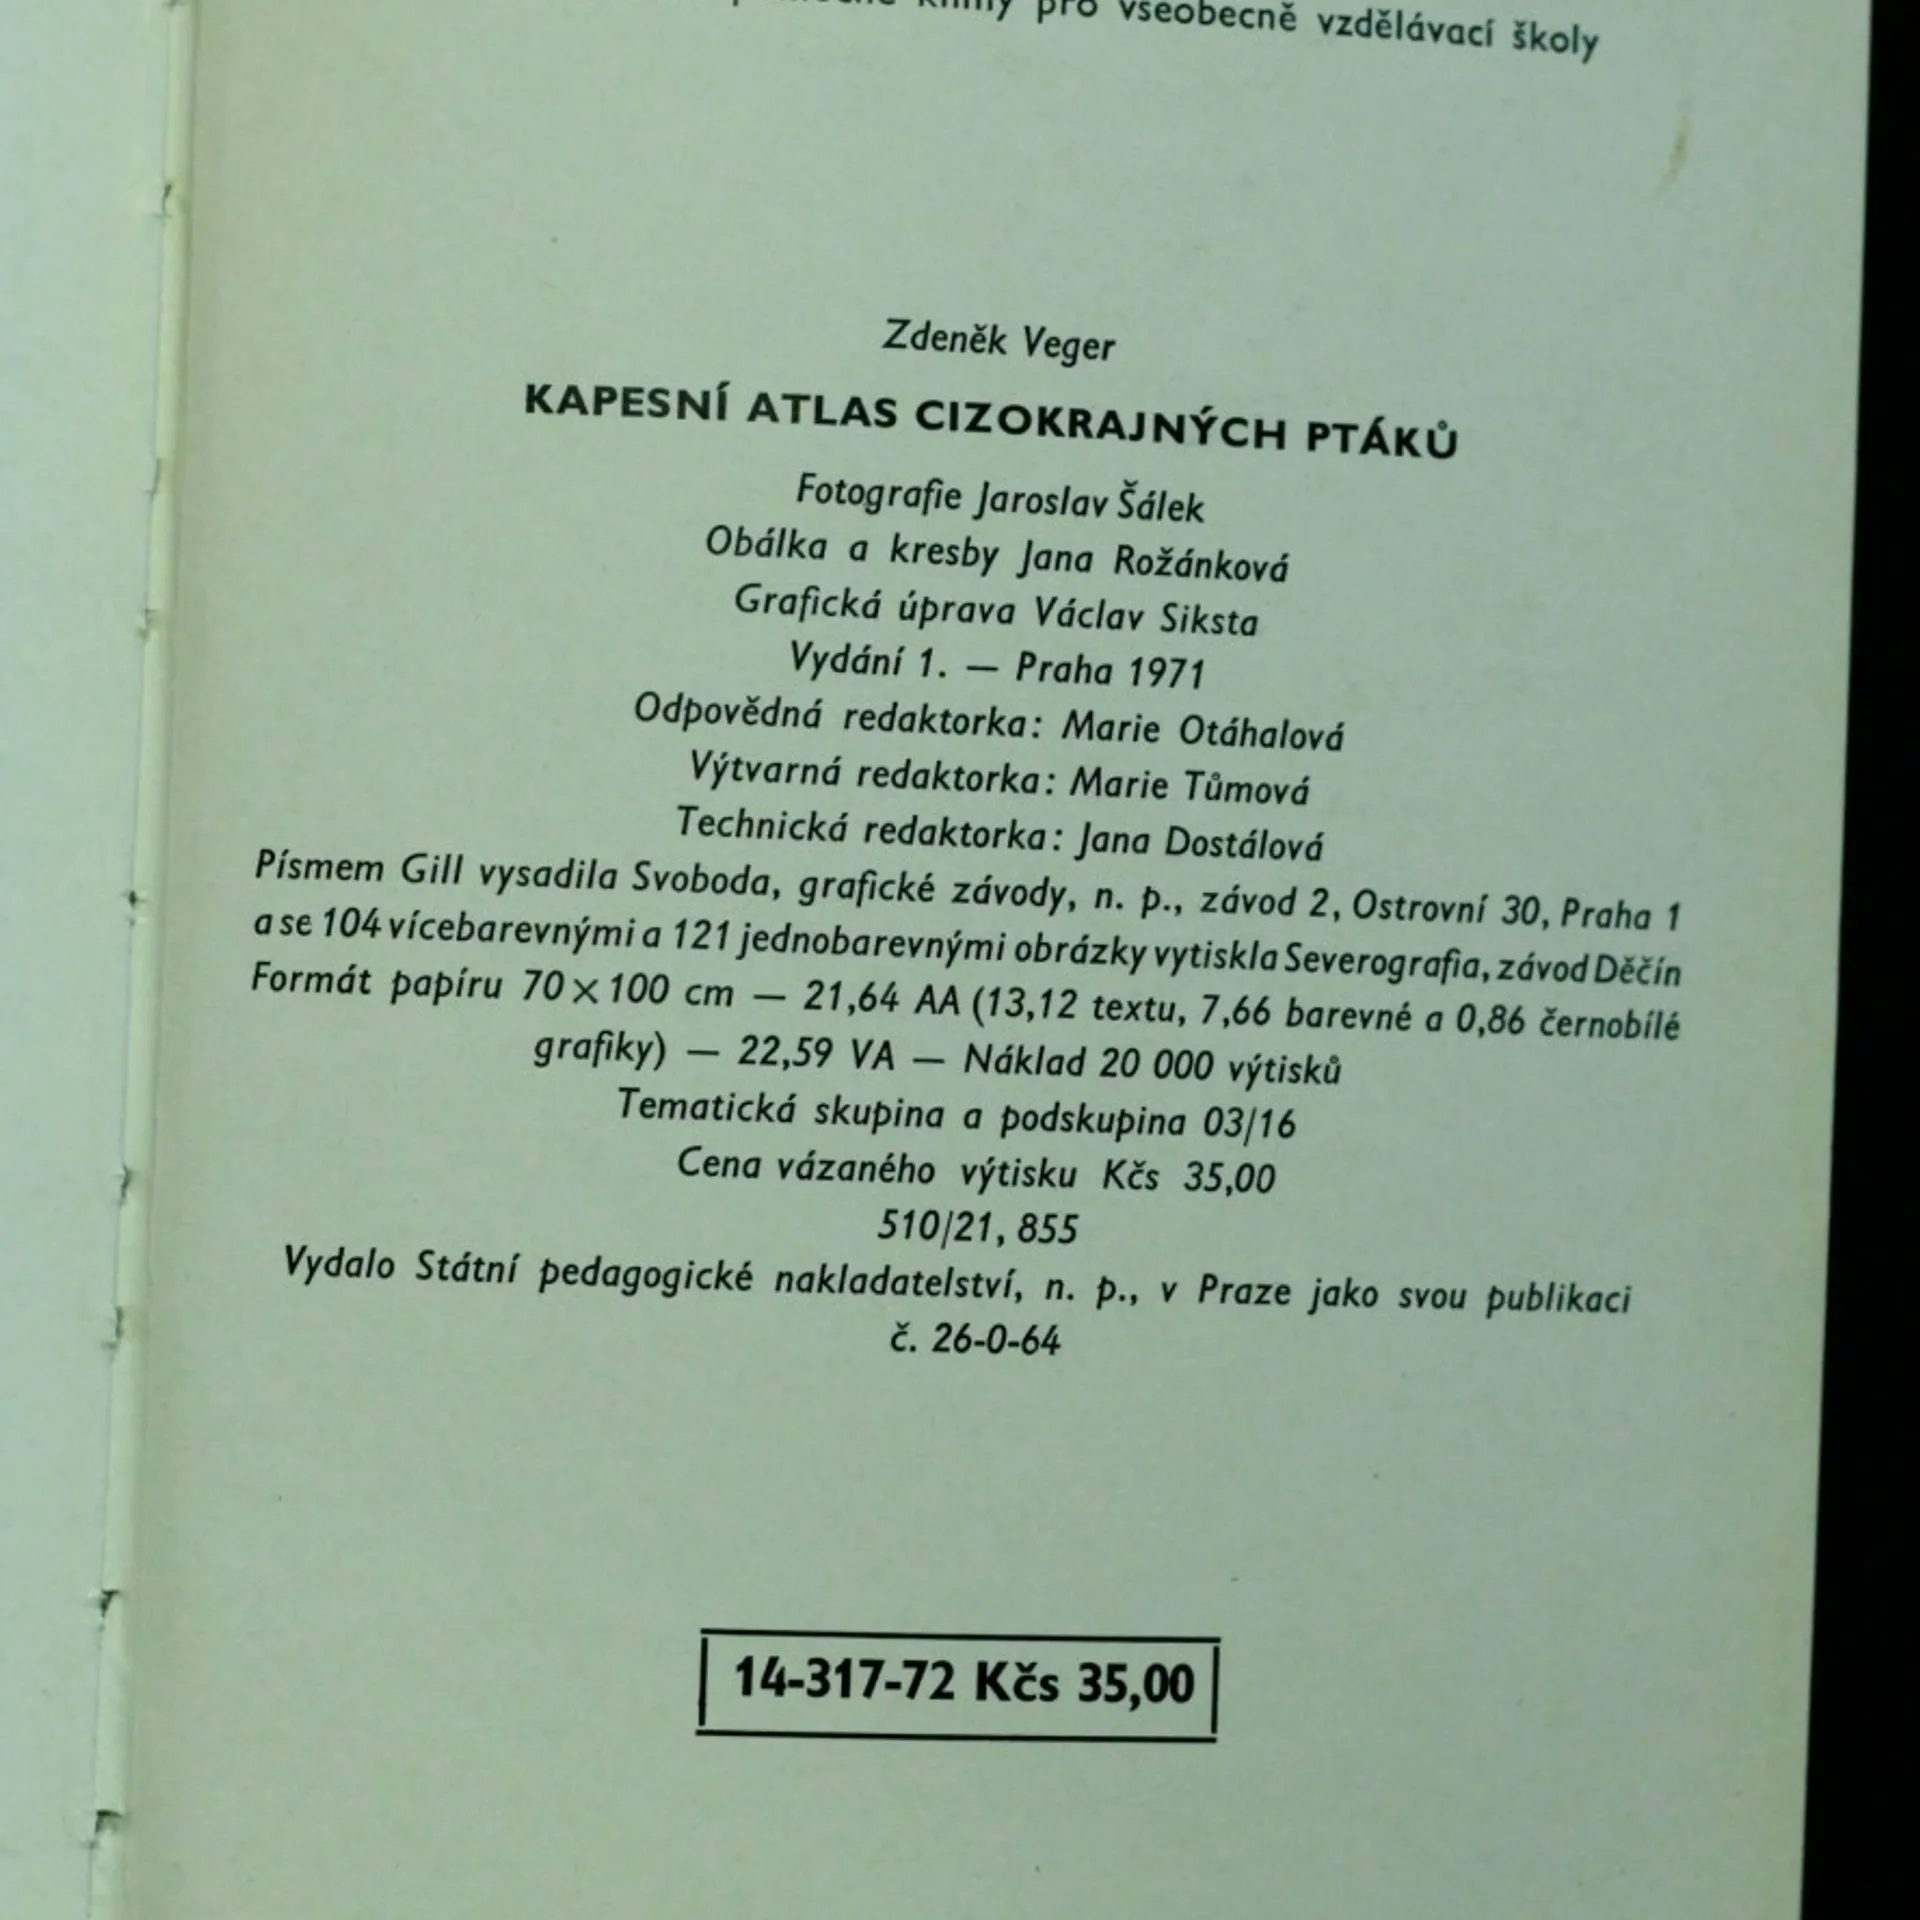 knihy pro všeobecně vzdělávací školy
Zdeněk Veger
KAPESNÍ ATLAS CIZOKRAJNÝCH PTÁKŮ
Fotografie Jaroslav Šálek
Obálka a kresby Jana Rožánková
Grafická úprava Václav Siksta
Vydání 1. — Praha 1971
Odpovědná redaktorka: Marie Otáhalová
Výtvarná redaktorka: Marie Tůmová
Technická redaktorka: Jana Dostálová
Písmem Gill vysadila Svoboda, grafické závody, n. p., závod 2, Ostrovní 30, Praha 1
a se 104 vícebarevnými a 121 jednobarevnými obrázky vytiskla Severografia, závod Děčín
Formát papíru 70×100 cm — 21,64 AA (13,12 textu, 7,66 barevné a 0,86 černobílé
grafiky) — 22,59 VA — Náklad 20 000 výtisků
Tematická skupina a podskupina 03/16
Cena vázaného výtisku Kčs 35,00
510/21, 855
Vydalo Státní pedagogické nakladatelství, n. p., v Praze jako svou publikaci
č. 26-0-64
14-317-72 Kčs 35,00